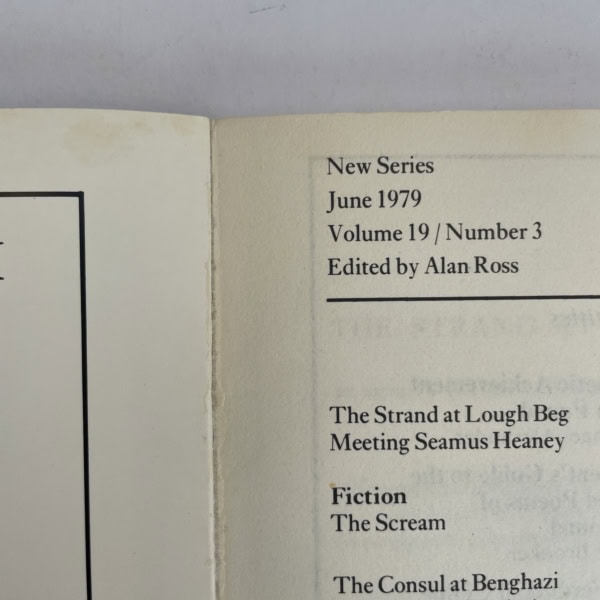 New Series
June 1979
Volume 19 / Number 3
Edited by Alan Ross
The Strand at Lough Beg
Meeting Seamus Heaney
Fiction
The Scream
The Consul at Benghazi